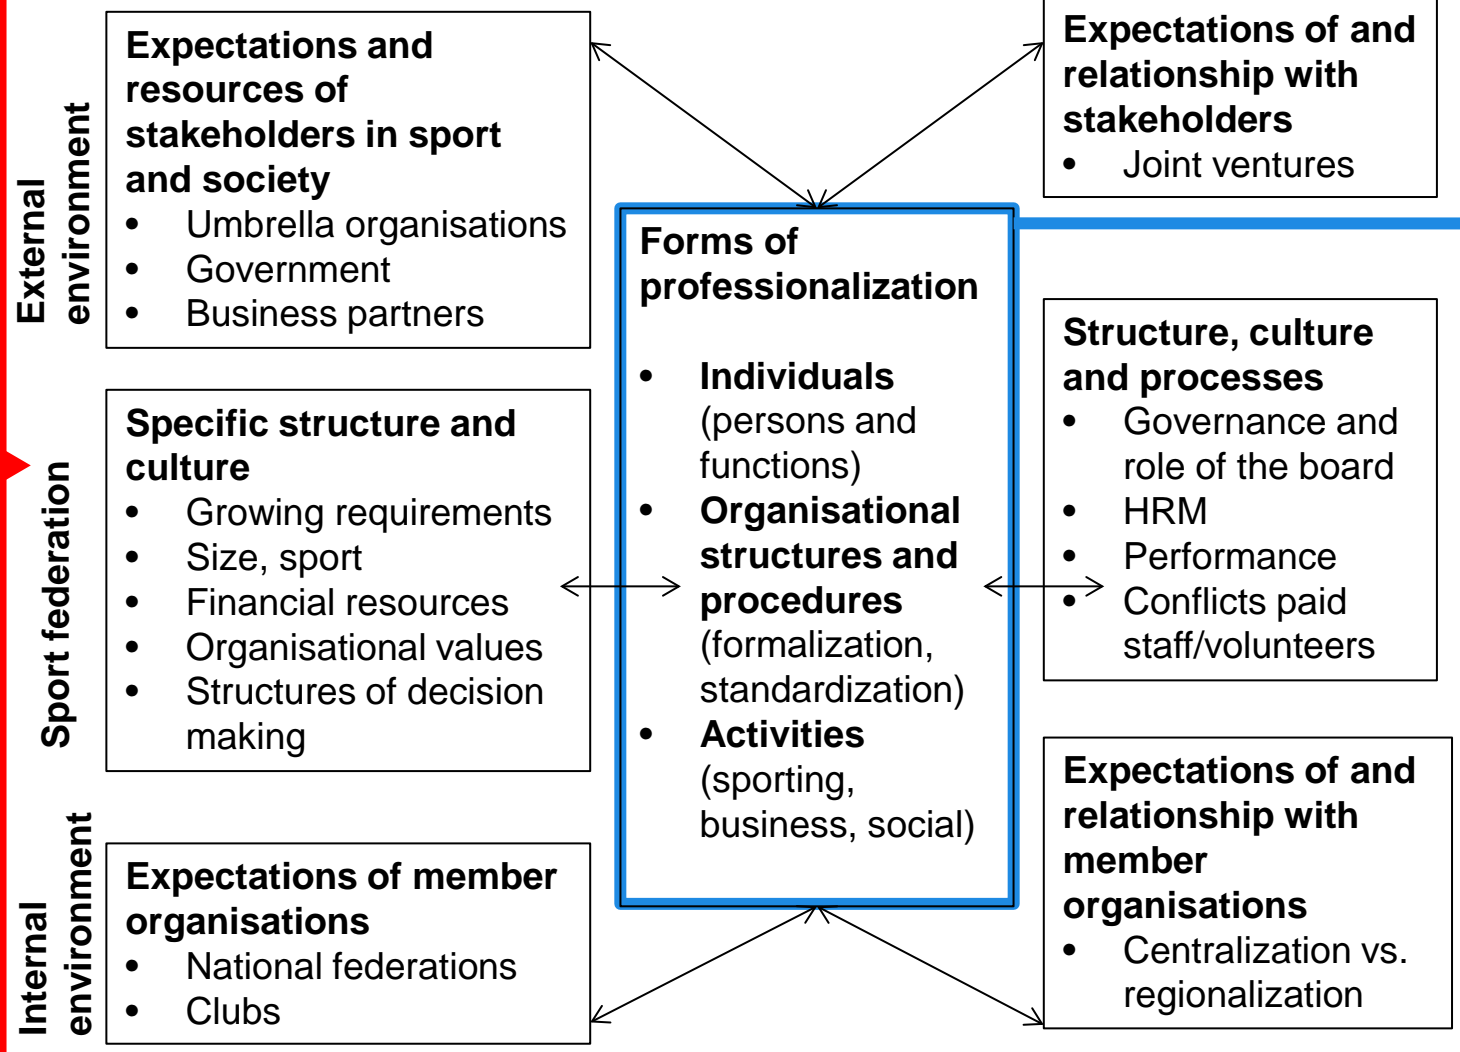 External
environment
Expectations and
resources of
stakeholders in sport
and society
• Umbrella organisations
• Government
• Business partners
Expectations of and
relationship with
stakeholders
• Joint ventures
Forms of
professionalization
• Individuals
(persons and
functions)
• Organisational
structures and
procedures
(formalization,
standardization)
• Activities
(sporting,
business, social)
Sport federation
Specific structure and
culture
• Growing requirements
• Size, sport
• Financial resources
• Organisational values
• Structures of decision
making
Structure, culture
and processes
• Governance and
role of the board
• HRM
• Performance
• Conflicts paid
staff/volunteers
Internal
environment
Expectations of member
organisations
• National federations
• Clubs
Expectations of and
relationship with
member
organisations
• Centralization vs.
regionalization